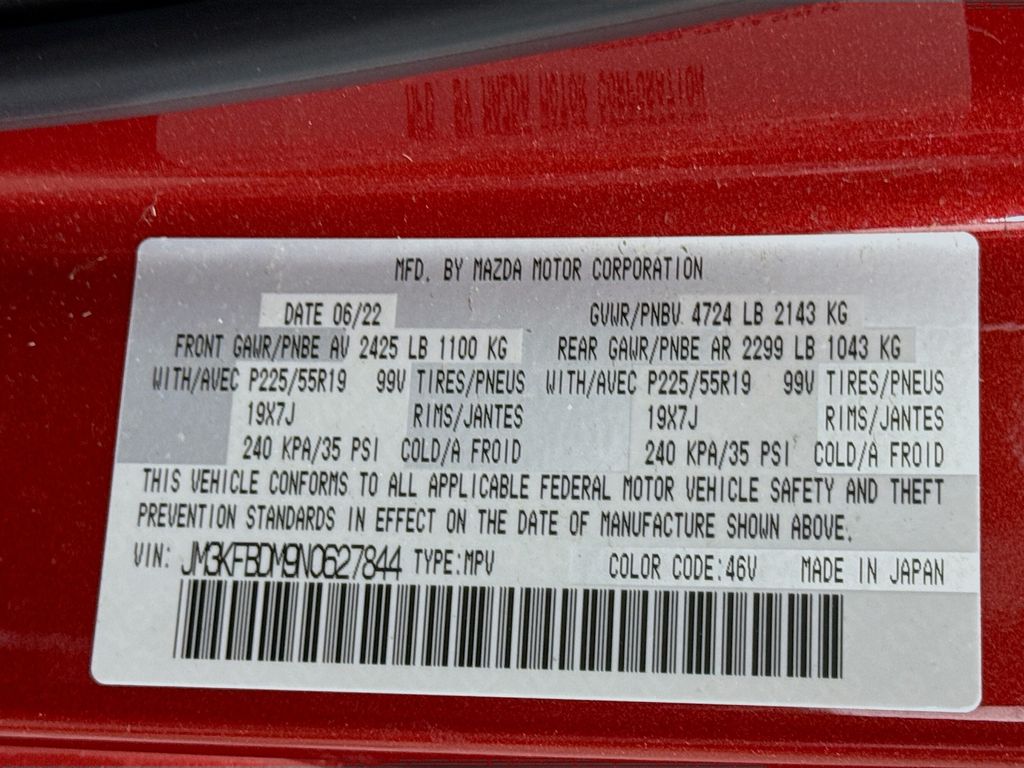 MFD. BY MAZDA MOTOR CORPORATION
DATE 06/22 GVWR/PNBV 4724 LB 2143 KG
FRONT GAWR/PNBE AV 2425 LB 1100 KG REAR GAWR/PNBE AR 2299 LB 1043 KG
WITH/AVEC P225/55R19 99V TIRES/PNEUS WITH/AVEC P225/55R19 99V TIRES/PNEUS
19X7J RIMS/JANTES 19X7J RIMS/JANTES
240 KPA/35 PSI COLD/A FROID 240 KPA/35 PSI COLD/A FROID
THIS VEHICLE CONFORMS TO ALL APPLICABLE FEDERAL MOTOR VEHICLE SAFETY AND THEFT
PREVENTION STANDARDS IN EFFECT ON THE DATE OF MANUFACTURE SHOWN ABOVE.
VIN: JM3KFBDM9N0627844 TYPE:MPV COLOR CODE:46V MADE IN JAPAN